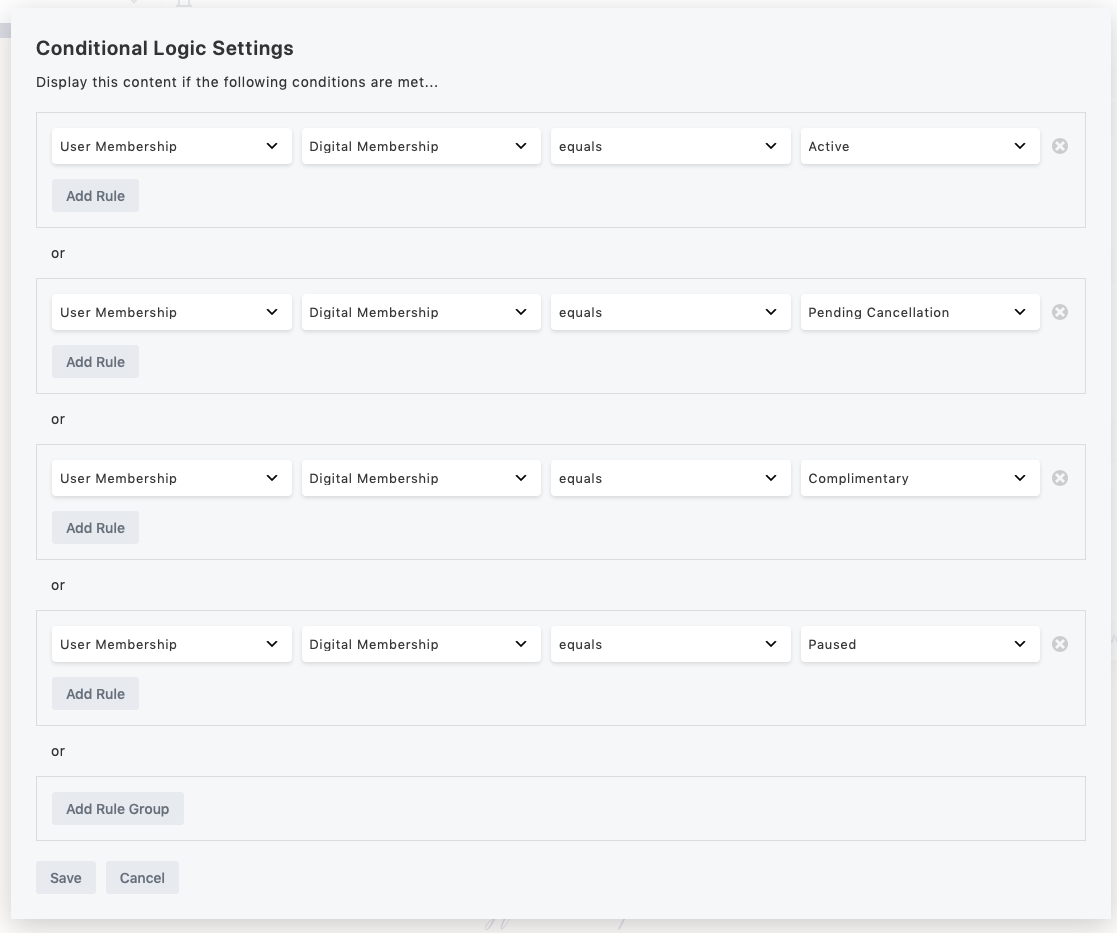 Conditional Logic Settings
Display this content if the following conditions are met...
User Membership Digital Membership equals Active
Add Rule
or
User Membership Digital Membership equals Pending Cancellation
Add Rule
or
User Membership Digital Membership equals Complimentary
Add Rule
or
User Membership Digital Membership equals Paused
Add Rule
or
Add Rule Group
Save Cancel